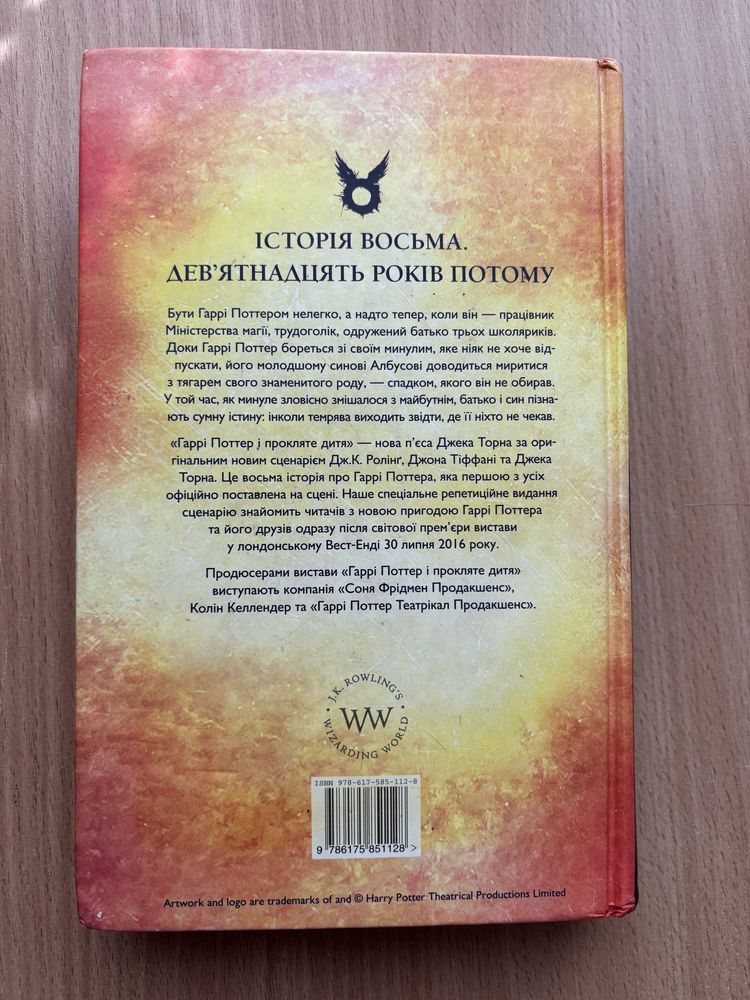 ІСТОРІЯ ВОСЬМА.
ДЕВ'ЯТНАДЦЯТЬ РОКІВ ПОТОМУ
Бути Гаррі Поттером нелегко, а надто тепер, коли він — працівник
Міністерства магії, трудоголік, одружений батько трьох школяриків.
Доки Гаррі Поттер бореться зі своїм минулим, яке ніяк не хоче від-
пускати, його молодшому синові Албусові доводиться миритися
з тягарем свого знаменитого роду, — спадком, якого він не обирав.
У той час, як минуле зловісно змішалося з майбутнім, батько і син пізна-
ють сумну істину: інколи темрява виходить звідти, де її ніхто не чекав.
«Гаррі Поттер і прокляте дитя» — нова п'єса Джека Торна за ори-
гінальним новим сценарієм Дж.К. Ролінґ, Джона Тіффані та Джека
Торна. Це восьма історія про Гаррі Поттера, яка першою з усіх
офіційно поставлена на сцені. Наше спеціальне репетиційне видання
сценарію знайомить читачів з новою пригодою Гаррі Поттера
та його друзів одразу після світової прем'єри вистави
у лондонському Вест-Енді 30 липня 2016 року.
Продюсерами вистави «Гаррі Поттер і прокляте дитя»
виступають компанія «Соня Фрідмен Продакшенс»,
Колін Келлендер та «Гаррі Поттер Театрікал Продакшенс».
J.K. ROWLING'S
WW
WIZARDING WORLD
ISBN 978-617-585-112-8
9 786175 851128 >
Artwork and logo are trademarks of and © Harry Potter Theatrical Productions Limited